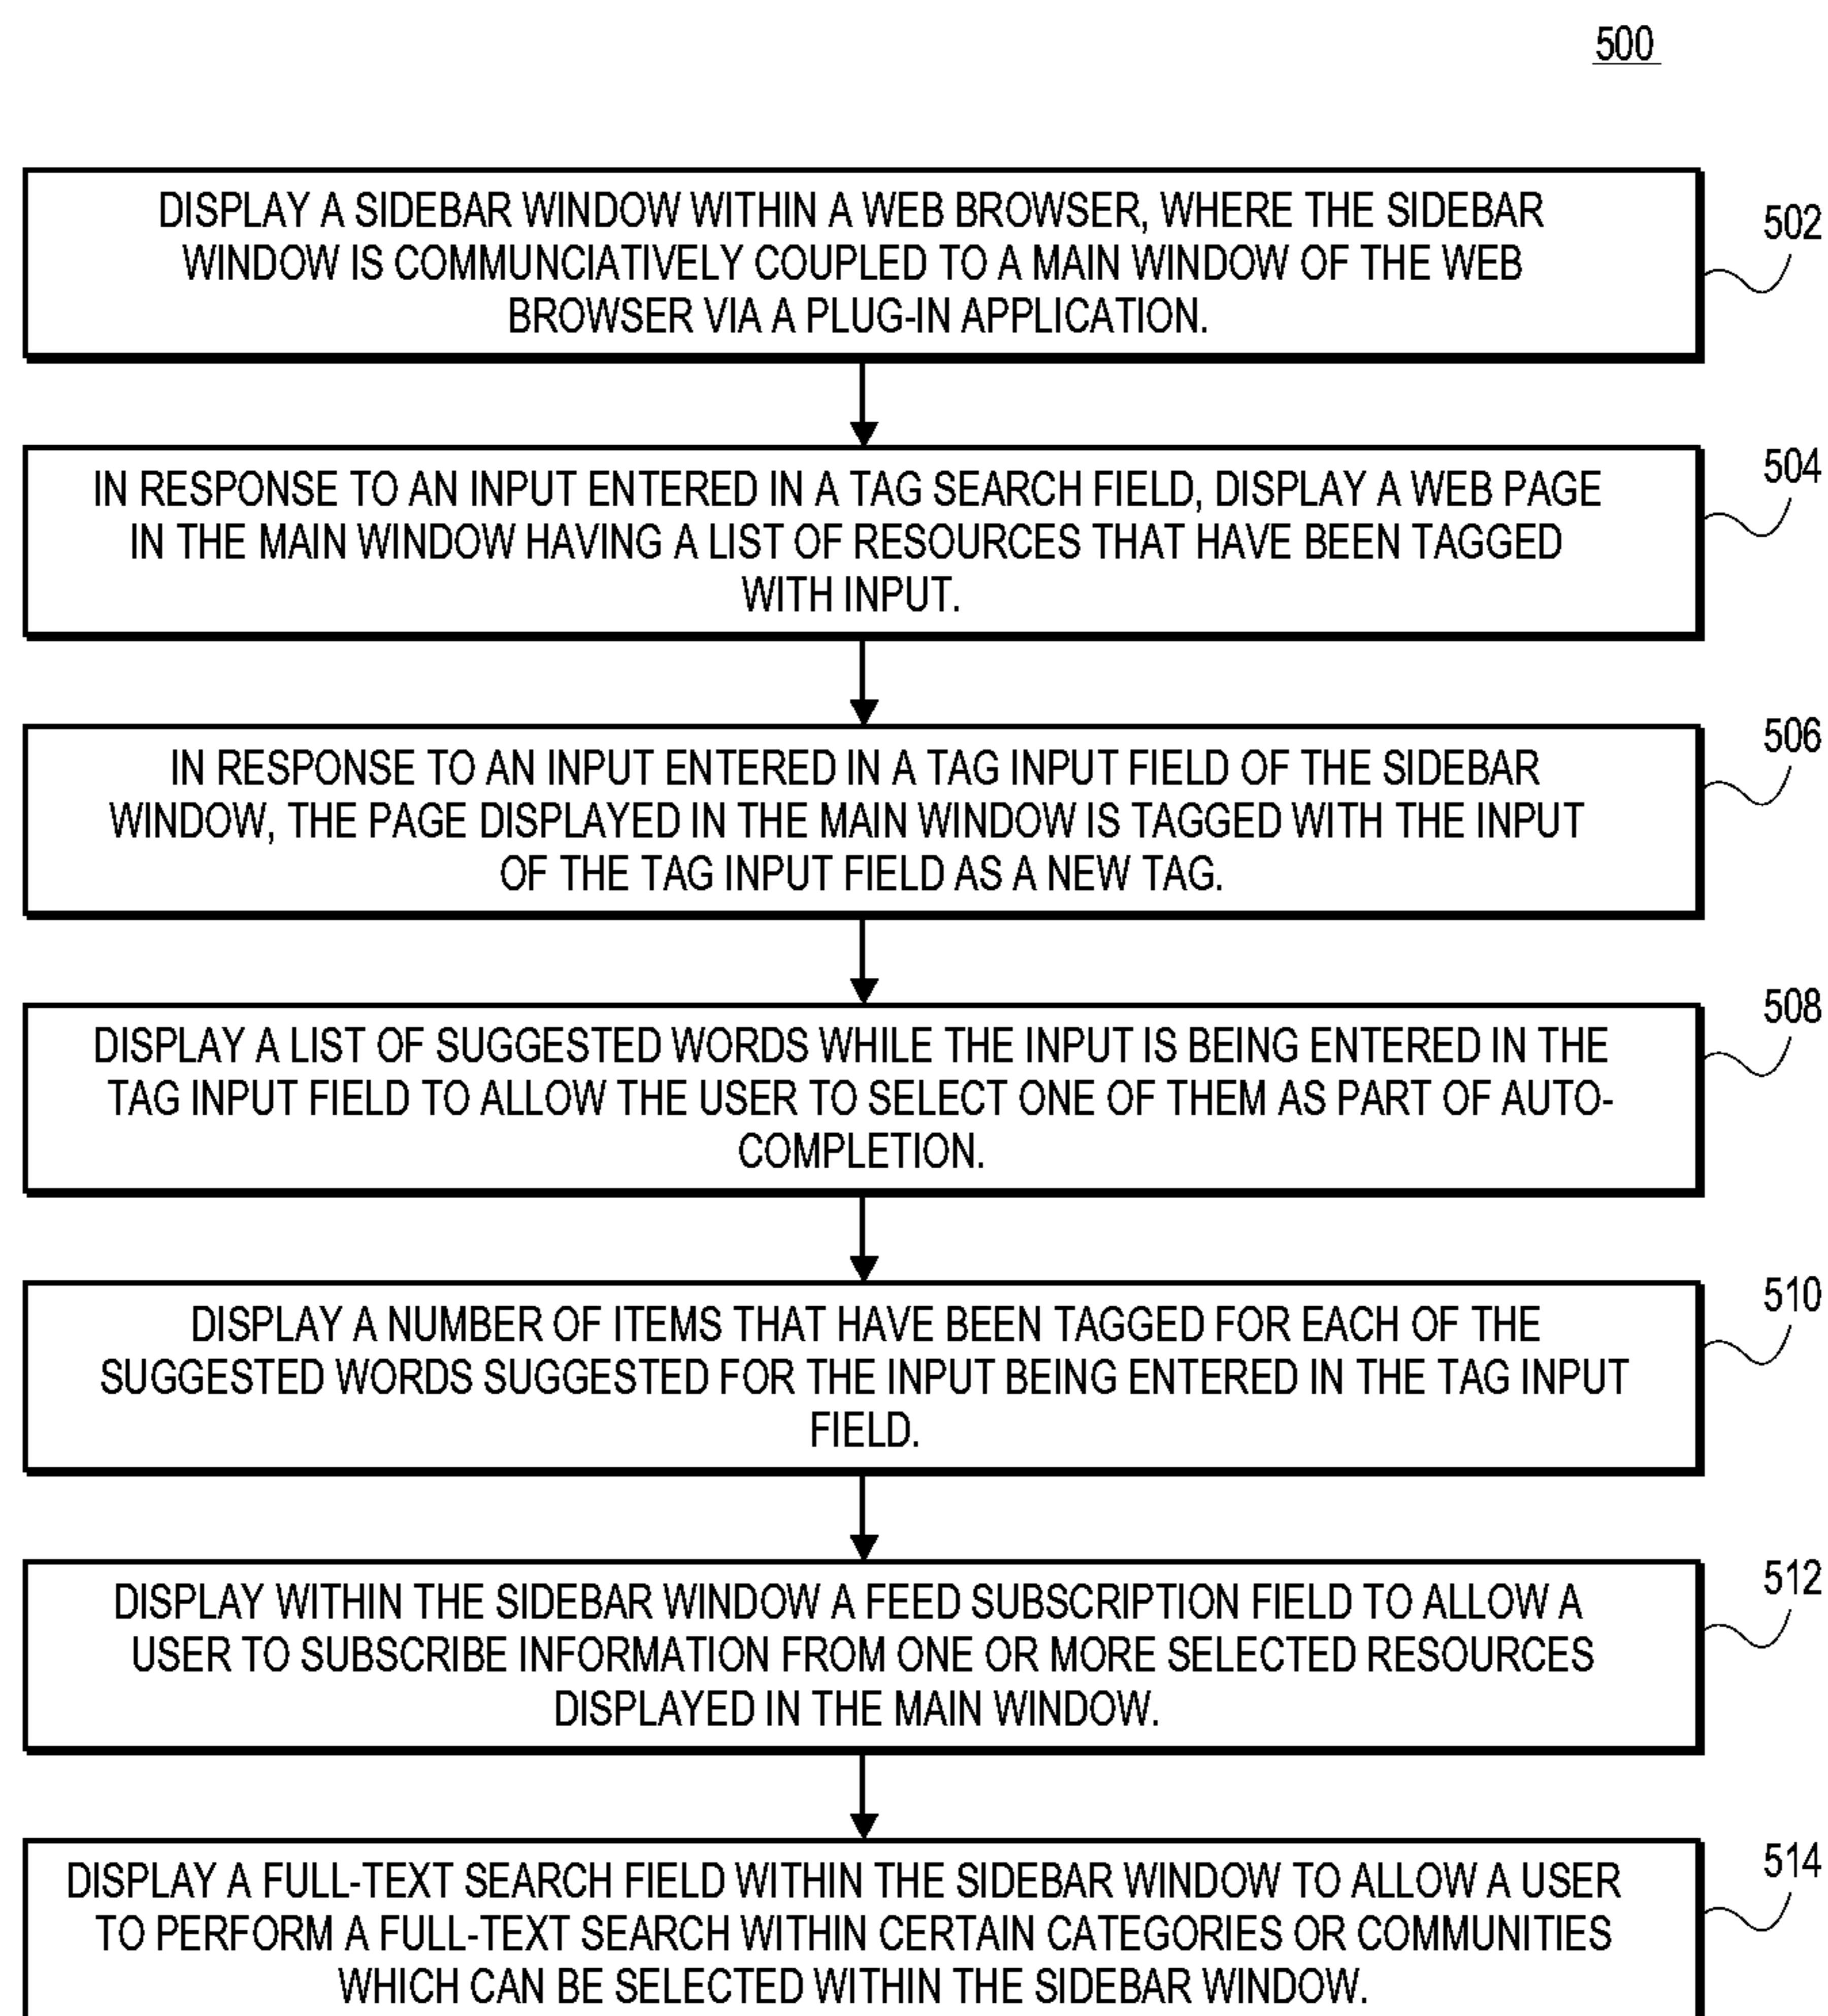 500
DISPLAY A SIDEBAR WINDOW WITHIN A WEB BROWSER, WHERE THE SIDEBAR
WINDOW IS COMMUNCIATIVELY COUPLED TO A MAIN WINDOW OF THE WEB
BROWSER VIA A PLUG-IN APPLICATION.
502
IN RESPONSE TO AN INPUT ENTERED IN A TAG SEARCH FIELD, DISPLAY A WEB PAGE
IN THE MAIN WINDOW HAVING A LIST OF RESOURCES THAT HAVE BEEN TAGGED
WITH INPUT.
504
IN RESPONSE TO AN INPUT ENTERED IN A TAG INPUT FIELD OF THE SIDEBAR
WINDOW, THE PAGE DISPLAYED IN THE MAIN WINDOW IS TAGGED WITH THE INPUT
OF THE TAG INPUT FIELD AS A NEW TAG.
506
DISPLAY A LIST OF SUGGESTED WORDS WHILE THE INPUT IS BEING ENTERED IN THE
TAG INPUT FIELD TO ALLOW THE USER TO SELECT ONE OF THEM AS PART OF AUTO-
COMPLETION.
508
DISPLAY A NUMBER OF ITEMS THAT HAVE BEEN TAGGED FOR EACH OF THE
SUGGESTED WORDS SUGGESTED FOR THE INPUT BEING ENTERED IN THE TAG INPUT
FIELD.
510
DISPLAY WITHIN THE SIDEBAR WINDOW A FEED SUBSCRIPTION FIELD TO ALLOW A
USER TO SUBSCRIBE INFORMATION FROM ONE OR MORE SELECTED RESOURCES
DISPLAYED IN THE MAIN WINDOW.
512
DISPLAY A FULL-TEXT SEARCH FIELD WITHIN THE SIDEBAR WINDOW TO ALLOW A USER
TO PERFORM A FULL-TEXT SEARCH WITHIN CERTAIN CATEGORIES OR COMMUNITIES
WHICH CAN BE SELECTED WITHIN THE SIDEBAR WINDOW.
514